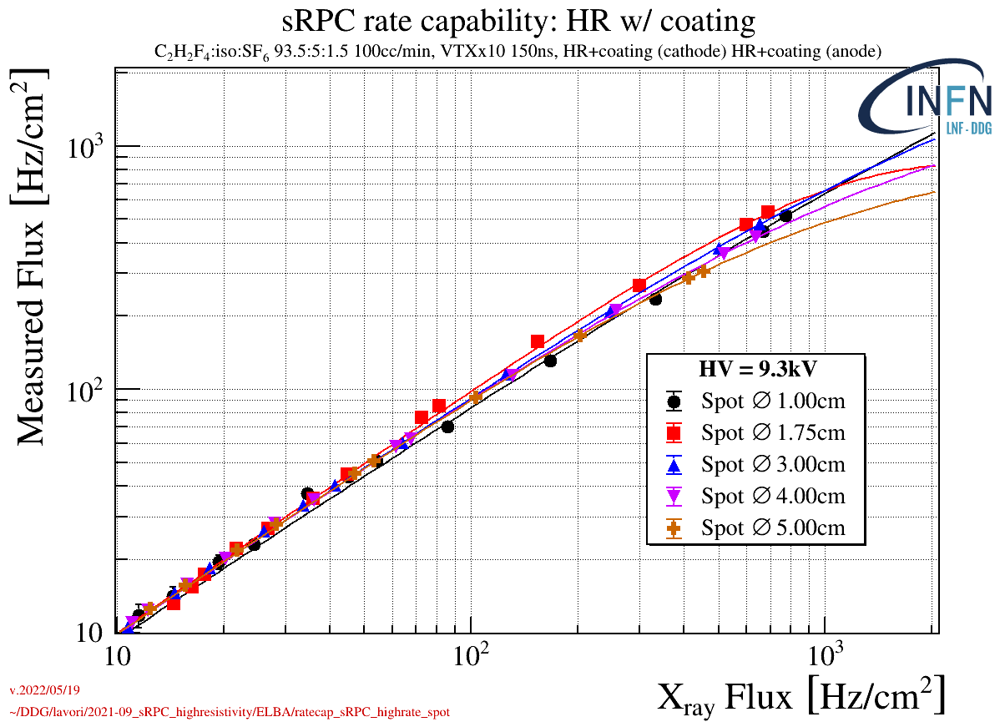 sRPC rate capability: HR w/ coating
C₂H₂F₄:iso:SF₆ 93.5:5:1.5 100cc/min, VTXx10 150ns, HR+coating (cathode) HR+coating (anode)
INFN
LNF - DDG
Measured Flux [Hz/cm²]
10³
10²
10
HV = 9.3kV
Spot ∅ 1.00cm
Spot ∅ 1.75cm
Spot ∅ 3.00cm
Spot ∅ 4.00cm
Spot ∅ 5.00cm
10 10² 10³
X_ray Flux [Hz/cm²]
v.2022/05/19
~/DDG/lavori/2021-09_sRPC_highresistivity/ELBA/ratecap_sRPC_highrate_spot